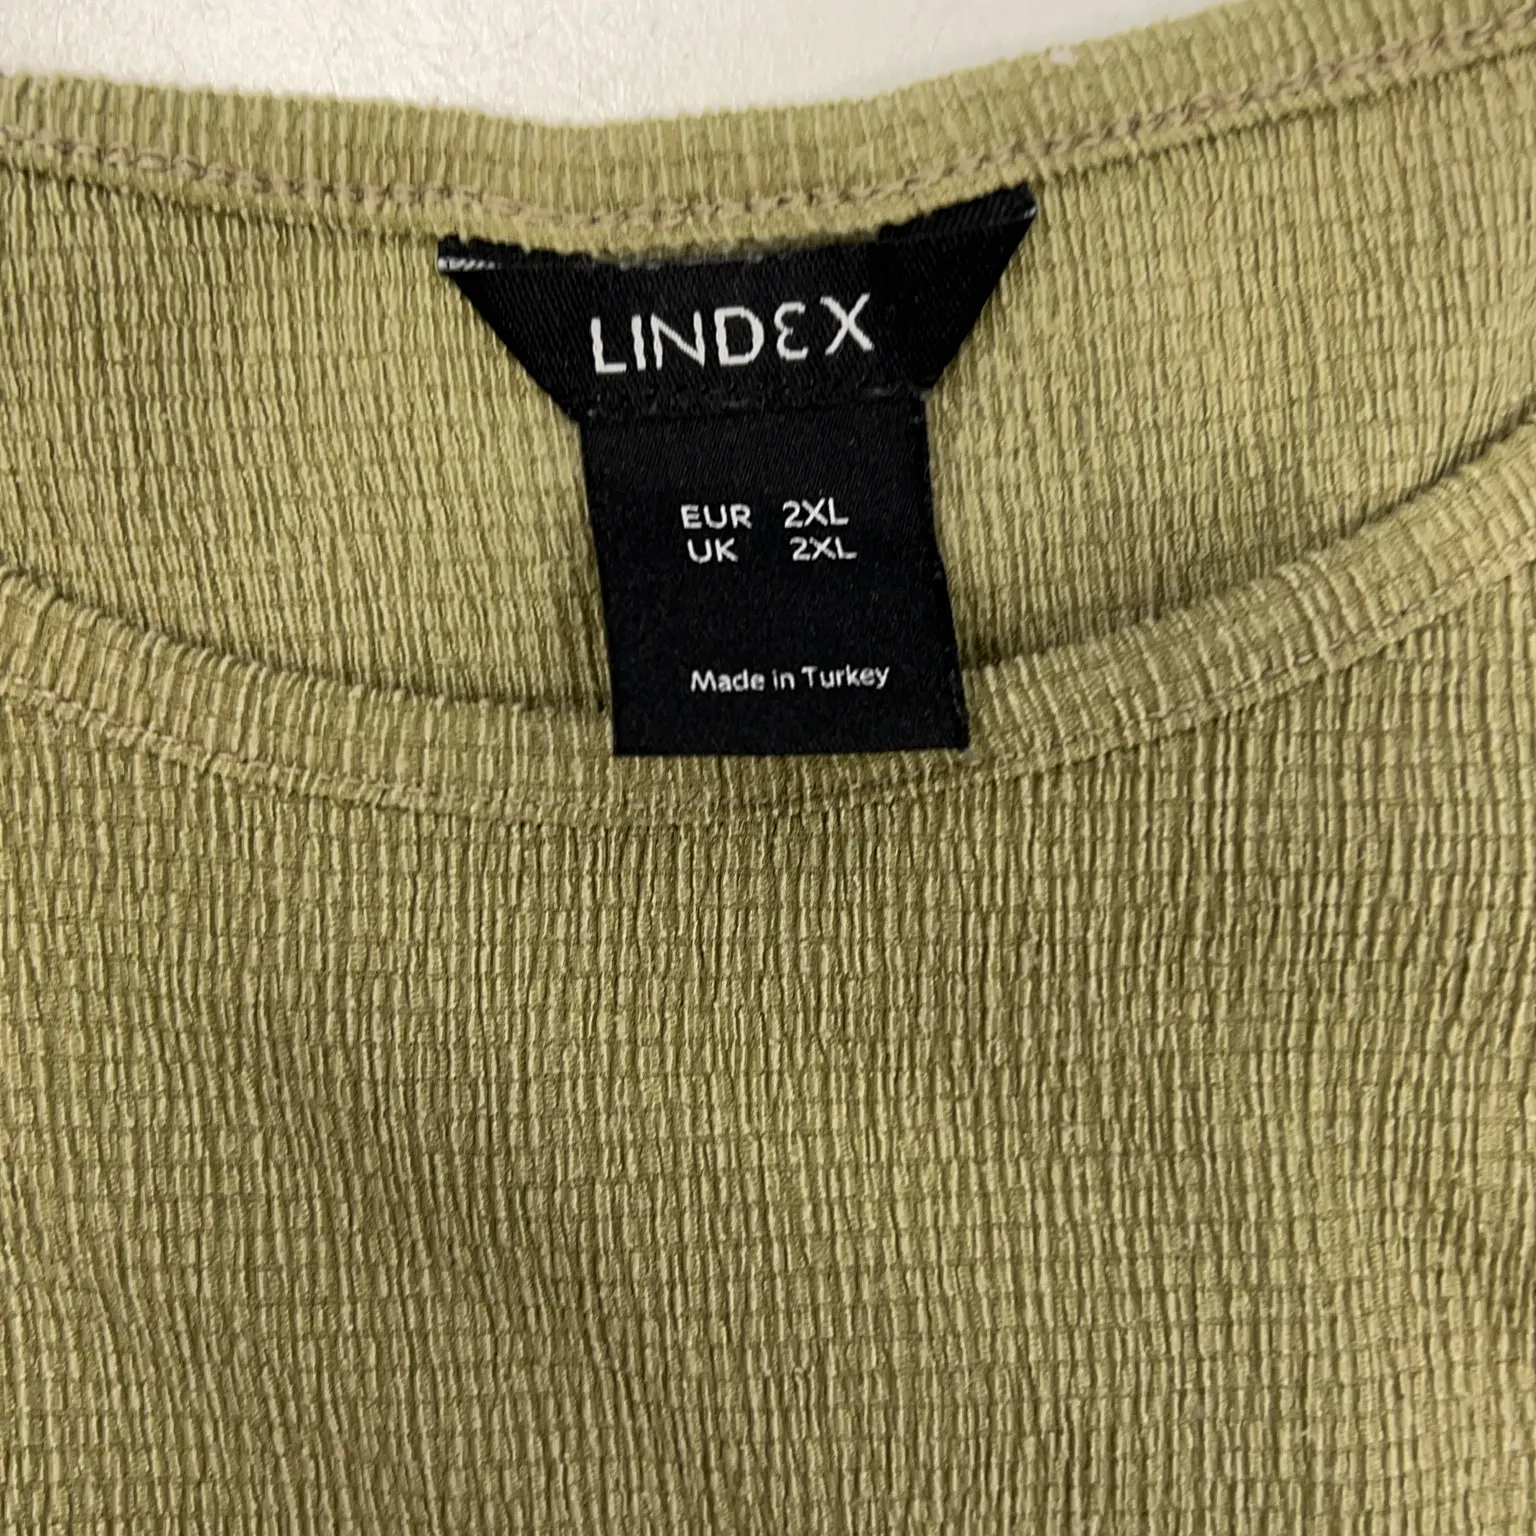 LINDEX
EUR 2XL
UK 2XL
Made in Turkey